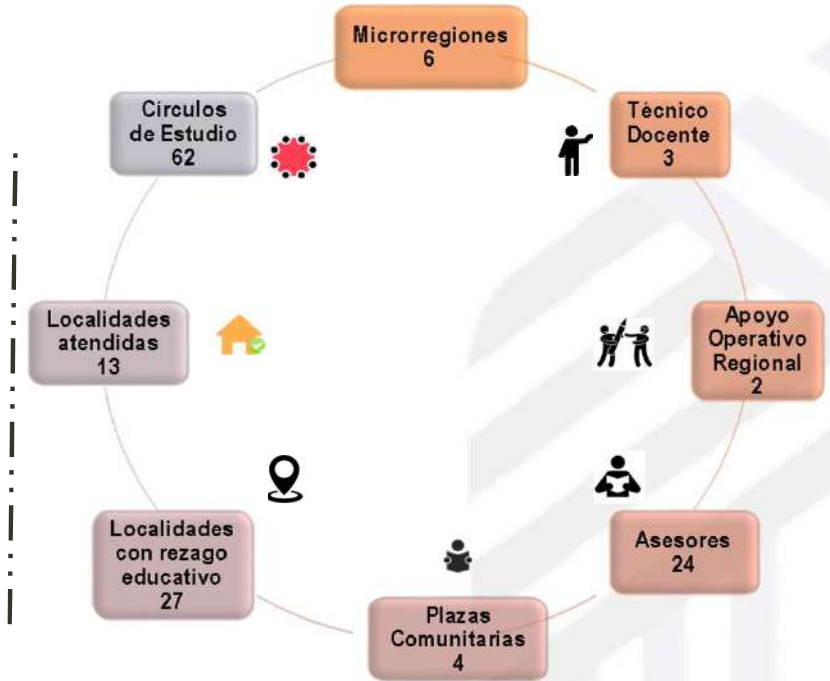 Microrregiones
6
Técnico
Docente
3
Apoyo
Operativo
Regional
2
Asesores
24
Plazas
Comunitarias
4
Localidades
con rezago
educativo
27
Localidades
atendidas
13
Círculos
de Estudio
62